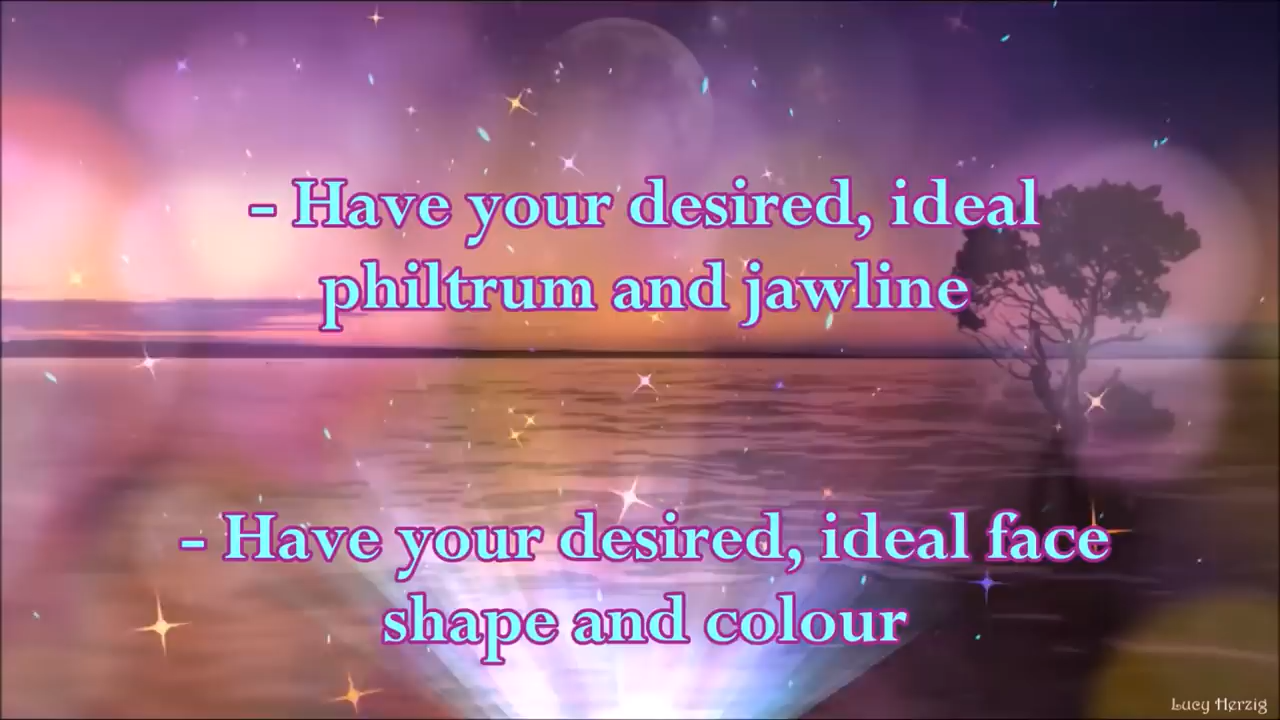 - Have your desired, ideal
philtrum and jawline
- Have your desired, ideal face
shape and colour
Lucy Herzig